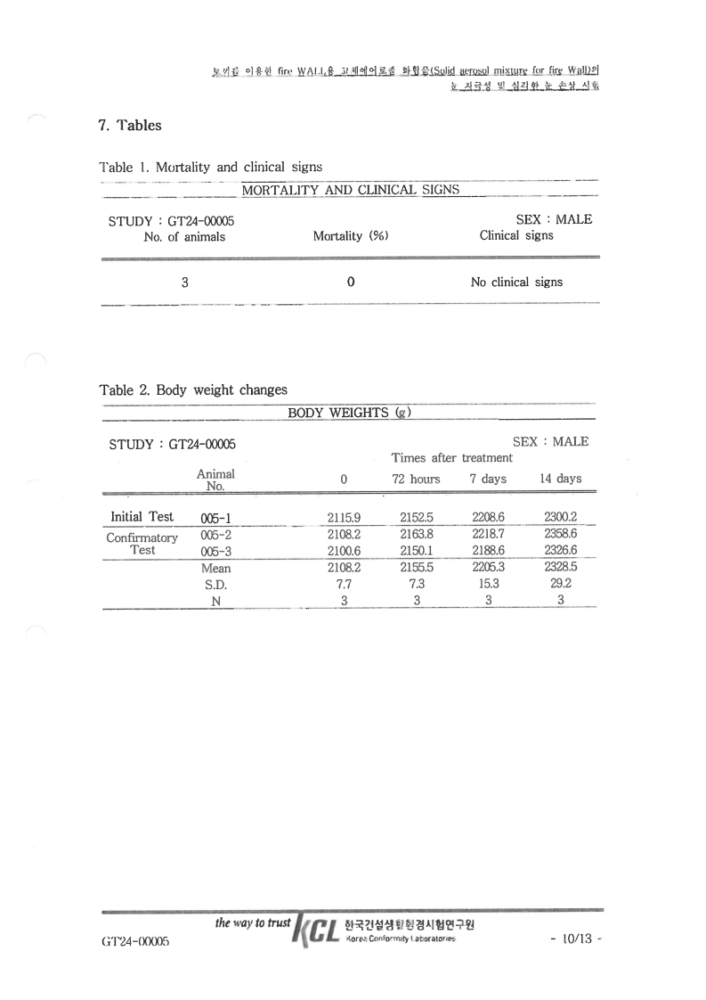 토끼를 이용한 fire WALL용 고체에어로졸 화합물(Solid aerosol mixture for fire Wall)의
눈 자극성 및 심각한 눈 손상 시험
7. Tables
Table 1. Mortality and clinical signs
MORTALITY AND CLINICAL SIGNS
STUDY : GT24-00005 SEX : MALE
No. of animals Mortality (%) Clinical signs
3 0 No clinical signs
Table 2. Body weight changes
BODY WEIGHTS (g)
STUDY : GT24-00005 SEX : MALE
Times after treatment
Animal No. 0 72 hours 7 days 14 days
Initial Test 005-1 2115.9 2152.5 2208.6 2300.2
Confirmatory 005-2 2108.2 2163.8 2218.7 2358.6
Test 005-3 2100.6 2150.1 2188.6 2326.6
Mean 2108.2 2155.5 2205.3 2328.5
S.D. 7.7 7.3 15.3 29.2
N 3 3 3 3
the way to trust KCL 한국건설생활환경시험연구원
Korea Conformity Laboratories
GT24-00005 - 10/13 -